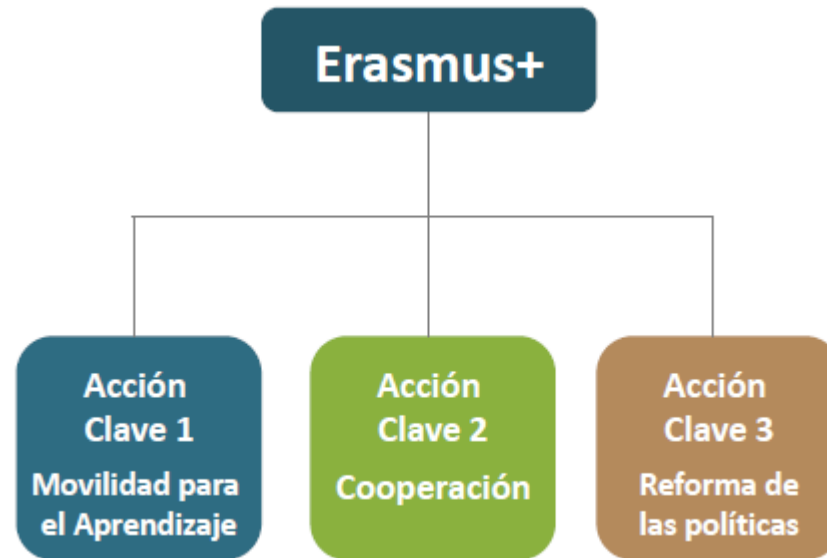 Erasmus+
Acción
Clave 1
Movilidad para
el Aprendizaje
Acción
Clave 2
Cooperación
Acción
Clave 3
Reforma de
las políticas